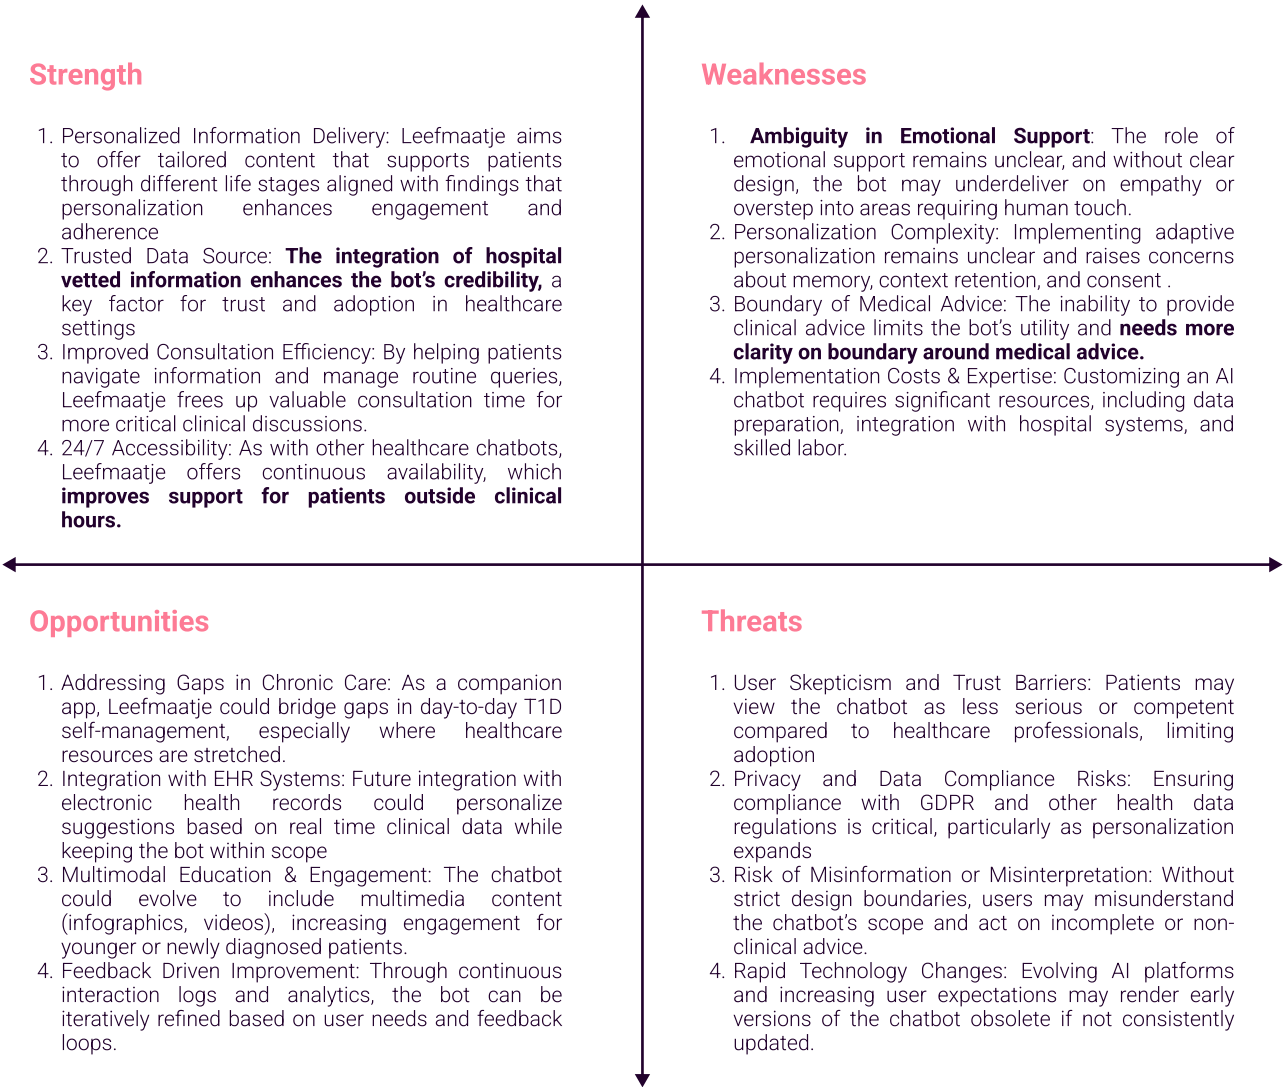 Strength
1. Personalized Information Delivery: Leefmaatje aims
to offer tailored content that supports patients
through different life stages aligned with findings that
personalization enhances engagement and
adherence
2. Trusted Data Source: The integration of hospital
vetted information enhances the bot's credibility, a
key factor for trust and adoption in healthcare
settings
3. Improved Consultation Efficiency: By helping patients
navigate information and manage routine queries,
Leefmaatje frees up valuable consultation time for
more critical clinical discussions.
4. 24/7 Accessibility: As with other healthcare chatbots,
Leefmaatje offers continuous availability, which
improves support for patients outside clinical
hours.
Weaknesses
1. Ambiguity in Emotional Support: The role of
emotional support remains unclear, and without clear
design, the bot may underdeliver on empathy or
overstep into areas requiring human touch.
2. Personalization Complexity: Implementing adaptive
personalization remains unclear and raises concerns
about memory, context retention, and consent .
3. Boundary of Medical Advice: The inability to provide
clinical advice limits the bot's utility and needs more
clarity on boundary around medical advice.
4. Implementation Costs & Expertise: Customizing an AI
chatbot requires significant resources, including data
preparation, integration with hospital systems, and
skilled labor.
Opportunities
1. Addressing Gaps in Chronic Care: As a companion
app, Leefmaatje could bridge gaps in day-to-day T1D
self-management, especially where healthcare
resources are stretched.
2. Integration with EHR Systems: Future integration with
electronic health records could personalize
suggestions based on real time clinical data while
keeping the bot within scope
3. Multimodal Education & Engagement: The chatbot
could evolve to include multimedia content
(infographics, videos), increasing engagement for
younger or newly diagnosed patients.
4. Feedback Driven Improvement: Through continuous
interaction logs and analytics, the bot can be
iteratively refined based on user needs and feedback
loops.
Threats
1. User Skepticism and Trust Barriers: Patients may
view the chatbot as less serious or competent
compared to healthcare professionals, limiting
adoption
2. Privacy and Data Compliance Risks: Ensuring
compliance with GDPR and other health data
regulations is critical, particularly as personalization
expands
3. Risk of Misinformation or Misinterpretation: Without
strict design boundaries, users may misunderstand
the chatbot's scope and act on incomplete or non-
clinical advice.
4. Rapid Technology Changes: Evolving AI platforms
and increasing user expectations may render early
versions of the chatbot obsolete if not consistently
updated.